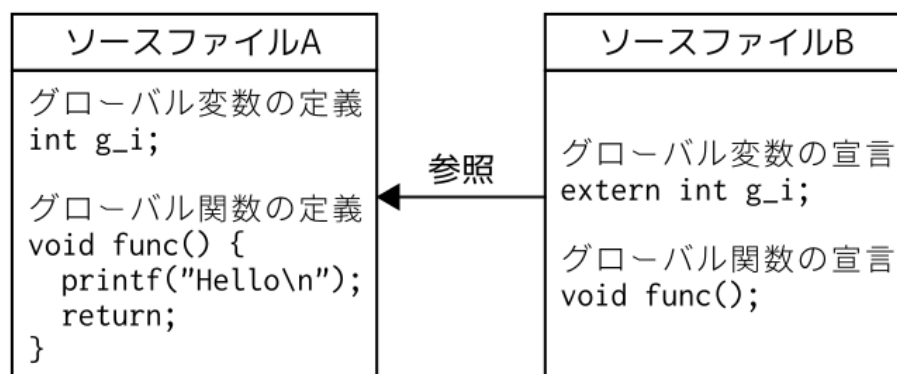 ソースファイルA
グローバル変数の定義
int g_i;
グローバル関数の定義
void func() {
  printf("Hello\n");
  return;
}
参照
ソースファイルB
グローバル変数の宣言
extern int g_i;
グローバル関数の宣言
void func();